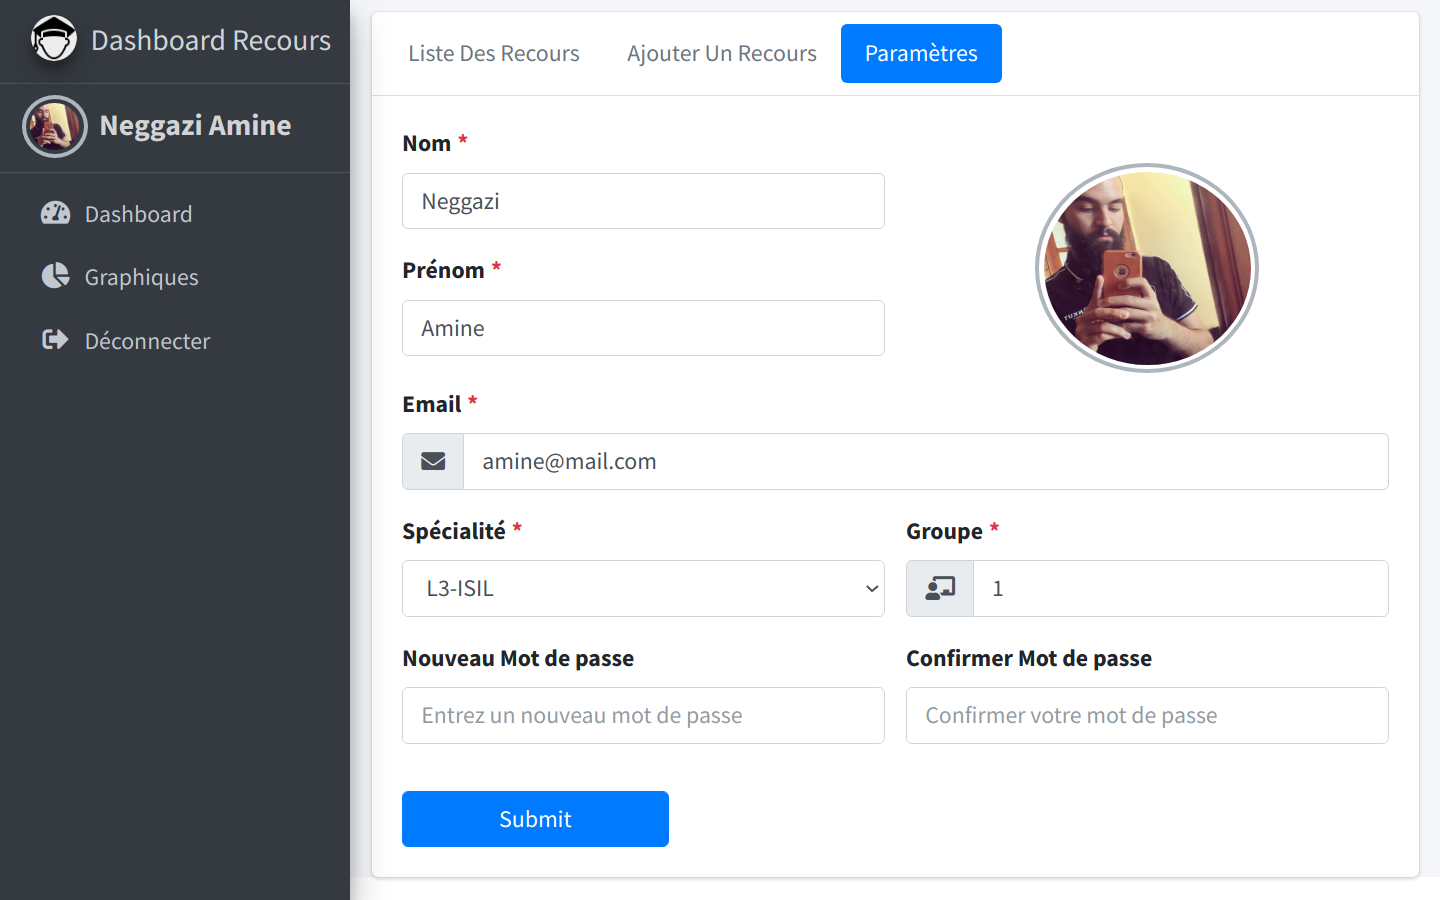 Dashboard Recours
Neggazi Amine
Dashboard
Graphiques
Déconnecter
Liste Des Recours
Ajouter Un Recours
Paramètres
Nom *
Neggazi
Prénom *
Amine
Email *
amine@mail.com
Spécialité *
L3-ISIL
Groupe *
1
Nouveau Mot de passe
Entrez un nouveau mot de passe
Confirmer Mot de passe
Confirmer votre mot de passe
Submit